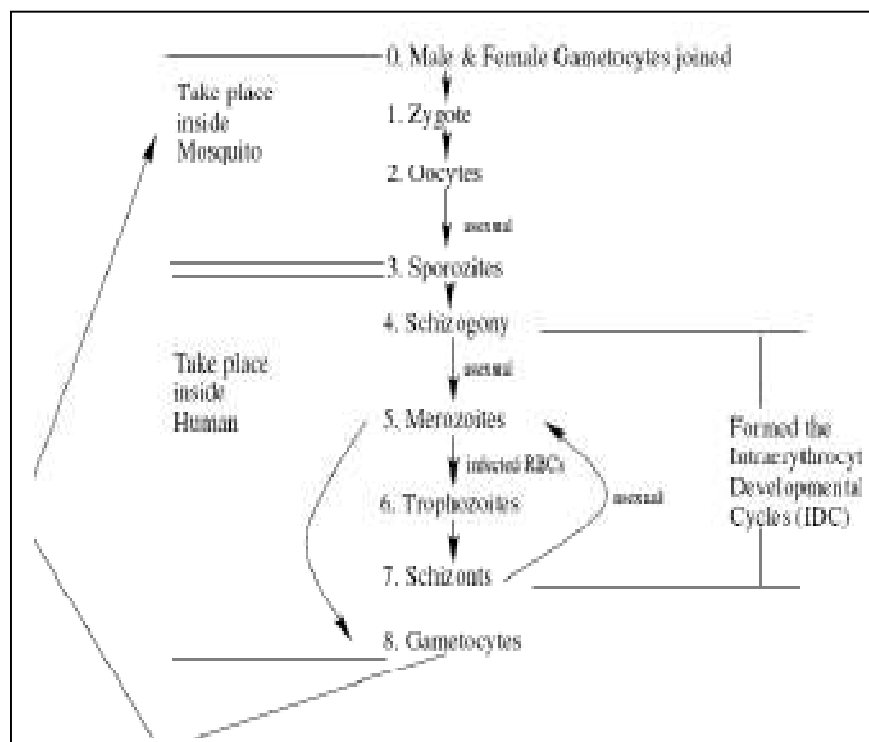 0. Male & Female Gametocytes joined
Take place
inside
Mosquito
1. Zygote
2. Oocytes
asexual
3. Sporozites
4. Schizogony
Take place
inside
Human
asexual
5. Merozoites
infected RBCs
6. Trophozoites
asexual
7. Schizonts
Formed the
Intraerythrocyt
Developmental
Cycles (IDC)
8. Gametocytes